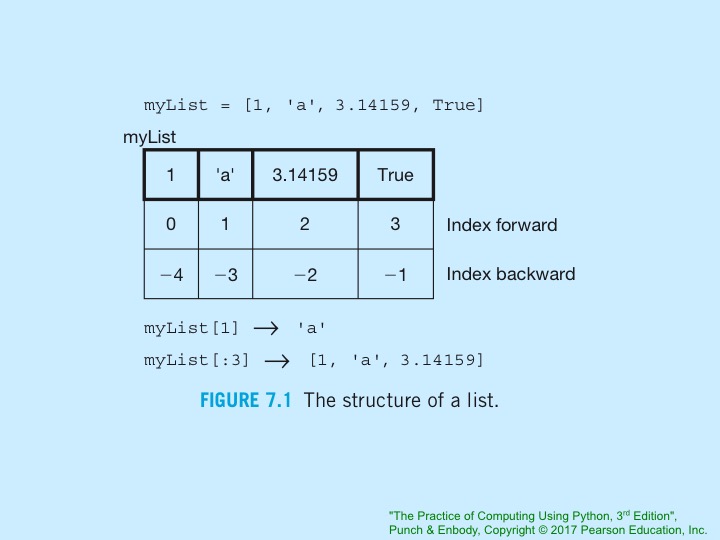 myList = [1, 'a', 3.14159, True]
myList
1 'a' 3.14159 True
0 1 2 3 Index forward
−4 −3 −2 −1 Index backward
myList[1] ⟶ 'a'
myList[:3] ⟶ [1, 'a', 3.14159]
FIGURE 7.1 The structure of a list.
"The Practice of Computing Using Python, 3rd Edition",
Punch & Enbody, Copyright © 2017 Pearson Education, Inc.